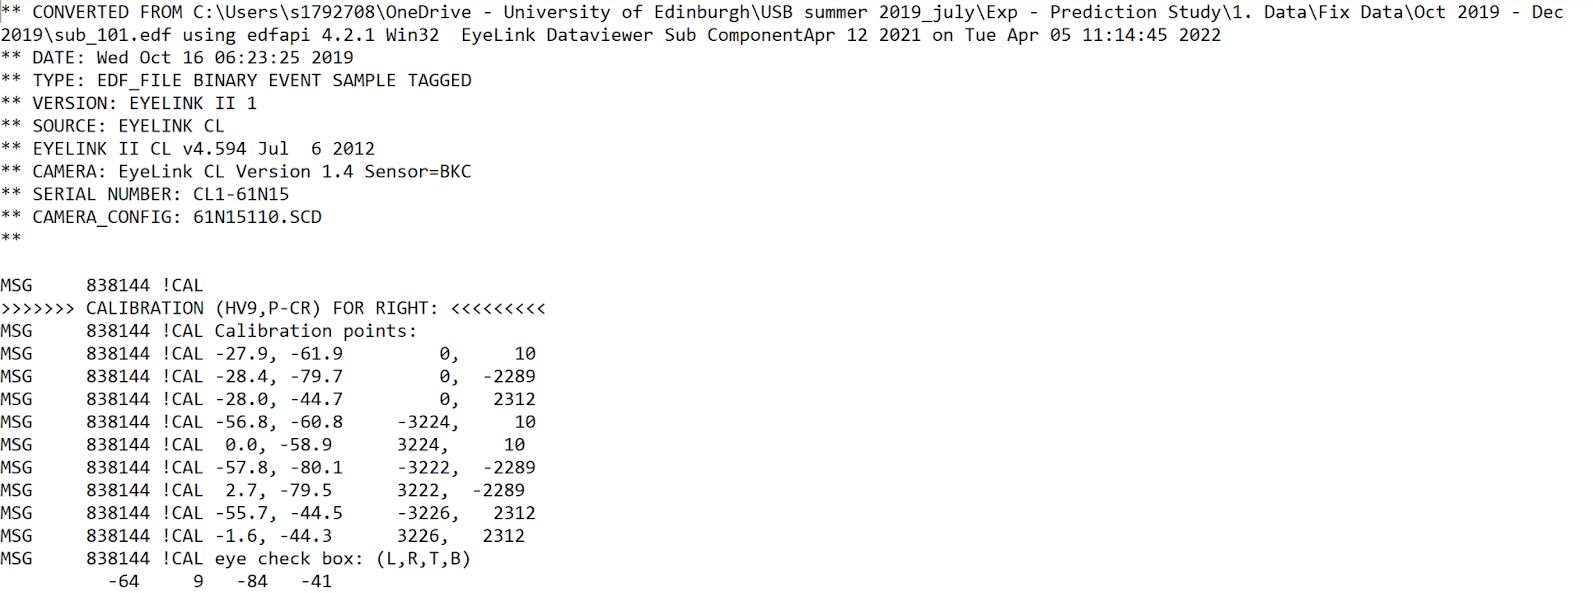 ** CONVERTED FROM C:\Users\s1792708\OneDrive - University of Edinburgh\USB summer 2019_july\Exp - Prediction Study\1. Data\Fix Data\Oct 2019 - Dec
2019\sub_101.edf using edfapi 4.2.1 Win32  EyeLink Dataviewer Sub ComponentApr 12 2021 on Tue Apr 05 11:14:45 2022
** DATE: Wed Oct 16 06:23:25 2019
** TYPE: EDF_FILE BINARY EVENT SAMPLE TAGGED
** VERSION: EYELINK II 1
** SOURCE: EYELINK CL
** EYELINK II CL v4.594 Jul  6 2012
** CAMERA: EyeLink CL Version 1.4 Sensor=BKC
** SERIAL NUMBER: CL1-61N15
** CAMERA_CONFIG: 61N15110.SCD
**
MSG	838144 !CAL
>>>>>>> CALIBRATION (HV9,P-CR) FOR RIGHT: <<<<<<<<<
MSG	838144 !CAL Calibration points:
MSG	838144 !CAL -27.9, -61.9         0,     10
MSG	838144 !CAL -28.4, -79.7         0,  -2289
MSG	838144 !CAL -28.0, -44.7         0,   2312
MSG	838144 !CAL -56.8, -60.8     -3224,     10
MSG	838144 !CAL  0.0, -58.9      3224,     10
MSG	838144 !CAL -57.8, -80.1     -3222,  -2289
MSG	838144 !CAL  2.7, -79.5      3222,  -2289
MSG	838144 !CAL -55.7, -44.5     -3226,   2312
MSG	838144 !CAL -1.6, -44.3      3226,   2312
MSG	838144 !CAL eye check box: (L,R,T,B)
	  -64     9   -84   -41